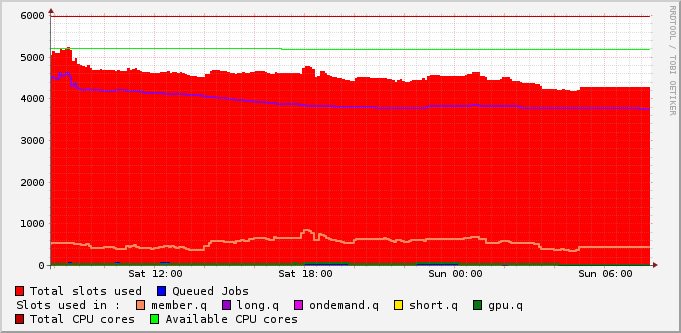 RRDTOOL / TOBI OETIKER
6000
5000
4000
3000
2000
1000
0
Sat 12:00 Sat 18:00 Sun 00:00 Sun 06:00
Total slots used Queued Jobs
Slots used in : member.q long.q ondemand.q short.q gpu.q
Total CPU cores Available CPU cores